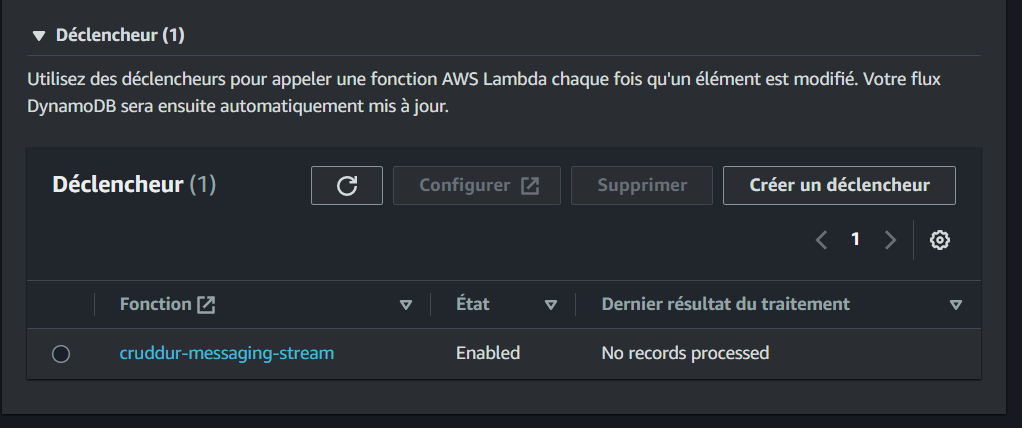 Déclencheur (1)
Utilisez des déclencheurs pour appeler une fonction AWS Lambda chaque fois qu'un élément est modifié. Votre flux
DynamoDB sera ensuite automatiquement mis à jour.
Déclencheur (1)
Configurer
Supprimer
Créer un déclencheur
1
Fonction
État
Dernier résultat du traitement
cruddur-messaging-stream
Enabled
No records processed